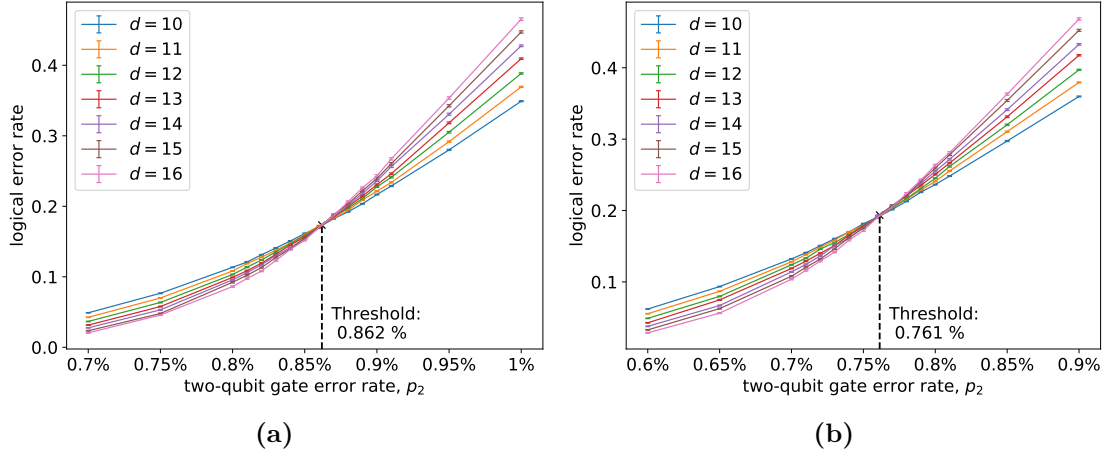 d = 10
d = 11
d = 12
d = 13
d = 14
d = 15
d = 16
logical error rate
0.4
0.3
0.2
0.1
0.0
Threshold:
0.862 %
0.7% 0.75% 0.8% 0.85% 0.9% 0.95% 1%
two-qubit gate error rate, p₂
(a)
d = 10
d = 11
d = 12
d = 13
d = 14
d = 15
d = 16
logical error rate
0.4
0.3
0.2
0.1
Threshold:
0.761 %
0.6% 0.65% 0.7% 0.75% 0.8% 0.85% 0.9%
two-qubit gate error rate, p₂
(b)